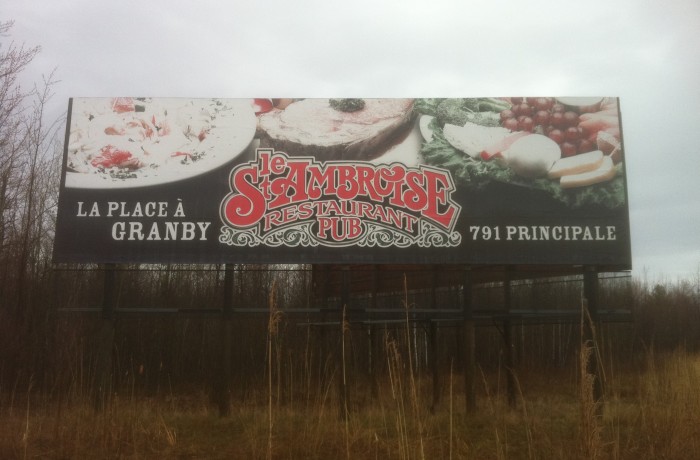 LA PLACE À
GRANBY
le
St AMBROISE
RESTAURANT
PUB
791 PRINCIPALE